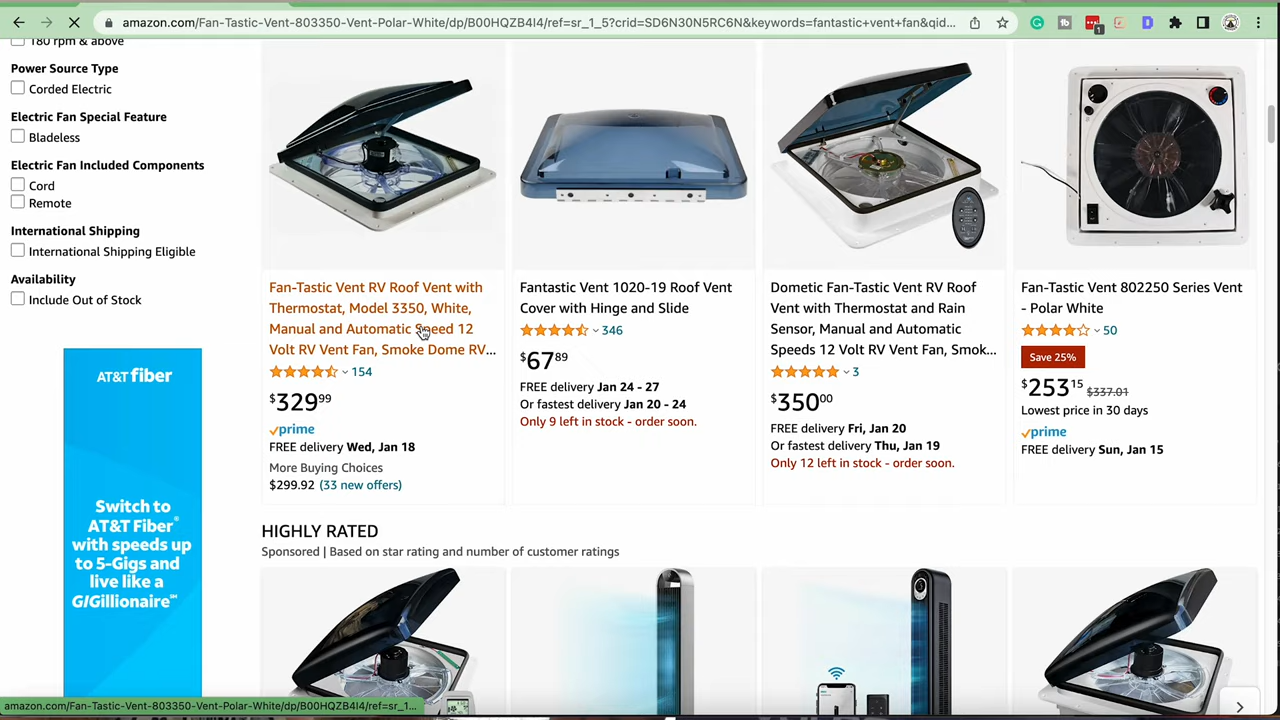 amazon.com/Fan-Tastic-Vent-803350-Vent-Polar-White/dp/B00HQZB4I4/ref=sr_1_5?crid=SD6N30N5RC6N&keywords=fantastic+vent+fan&qid...
1
180 rpm & above
Power Source Type
Corded Electric
Electric Fan Special Feature
Bladeless
Electric Fan Included Components
Cord
Remote
International Shipping
International Shipping Eligible
Availability
Include Out of Stock
AT&T fiber
Switch to
AT&T Fiber℠
with speeds up
to 5-Gigs and
live like a
GIGillionaire℠
Fan-Tastic Vent RV Roof Vent with
Thermostat, Model 3350, White,
Manual and Automatic Speed 12
Volt RV Vent Fan, Smoke Dome RV...
154
$329⁹⁹
prime
FREE delivery Wed, Jan 18
More Buying Choices
$299.92 (33 new offers)
Fantastic Vent 1020-19 Roof Vent
Cover with Hinge and Slide
346
$67⁸⁹
FREE delivery Jan 24 - 27
Or fastest delivery Jan 20 - 24
Only 9 left in stock - order soon.
Dometic Fan-Tastic Vent RV Roof
Vent with Thermostat and Rain
Sensor, Manual and Automatic
Speeds 12 Volt RV Vent Fan, Smok...
3
$350⁰⁰
FREE delivery Fri, Jan 20
Or fastest delivery Thu, Jan 19
Only 12 left in stock - order soon.
Fan-Tastic Vent 802250 Series Vent
- Polar White
50
Save 25%
$253¹⁵ $337.01
Lowest price in 30 days
prime
FREE delivery Sun, Jan 15
HIGHLY RATED
Sponsored | Based on star rating and number of customer ratings
amazon.com/Fan-Tastic-Vent-803350-Vent-Polar-White/dp/B00HQZB4I4/ref=sr_1...